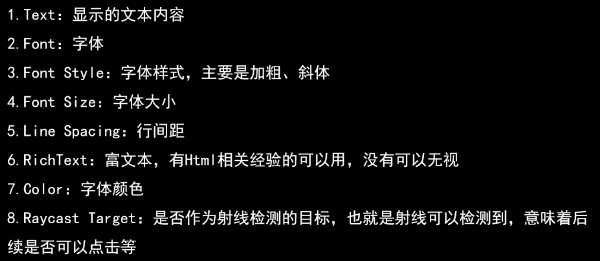 1.Text：显示的文本内容
2.Font：字体
3.Font Style：字体样式，主要是加粗、斜体
4.Font Size：字体大小
5.Line Spacing：行间距
6.RichText：富文本，有Html相关经验的可以用，没有可以无视
7.Color：字体颜色
8.Raycast Target：是否作为射线检测的目标，也就是射线可以检测到，意味着后
续是否可以点击等